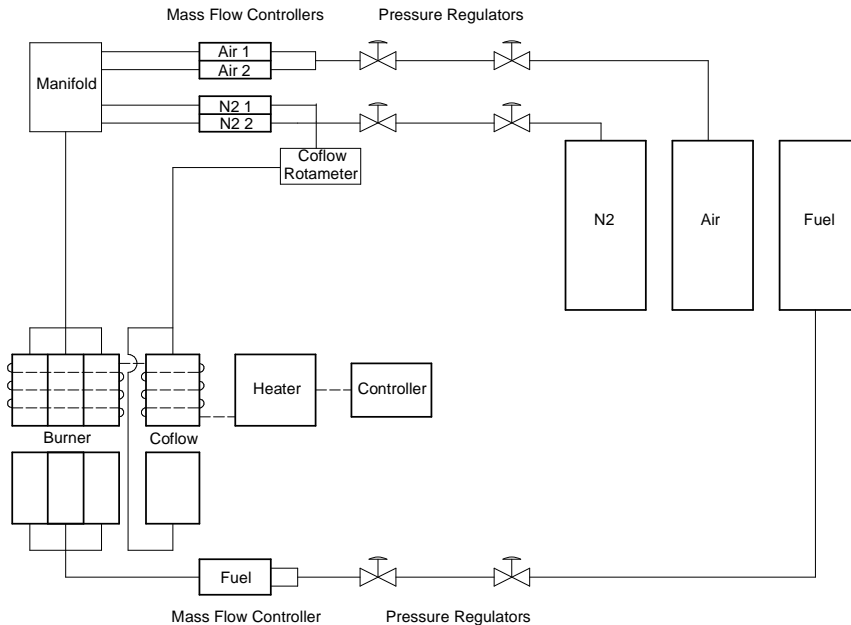 Mass Flow Controllers
Pressure Regulators
Manifold
Air 1
Air 2
N2 1
N2 2
Coflow
Rotameter
N2
Air
Fuel
Heater
Controller
Burner
Coflow
Fuel
Mass Flow Controller
Pressure Regulators